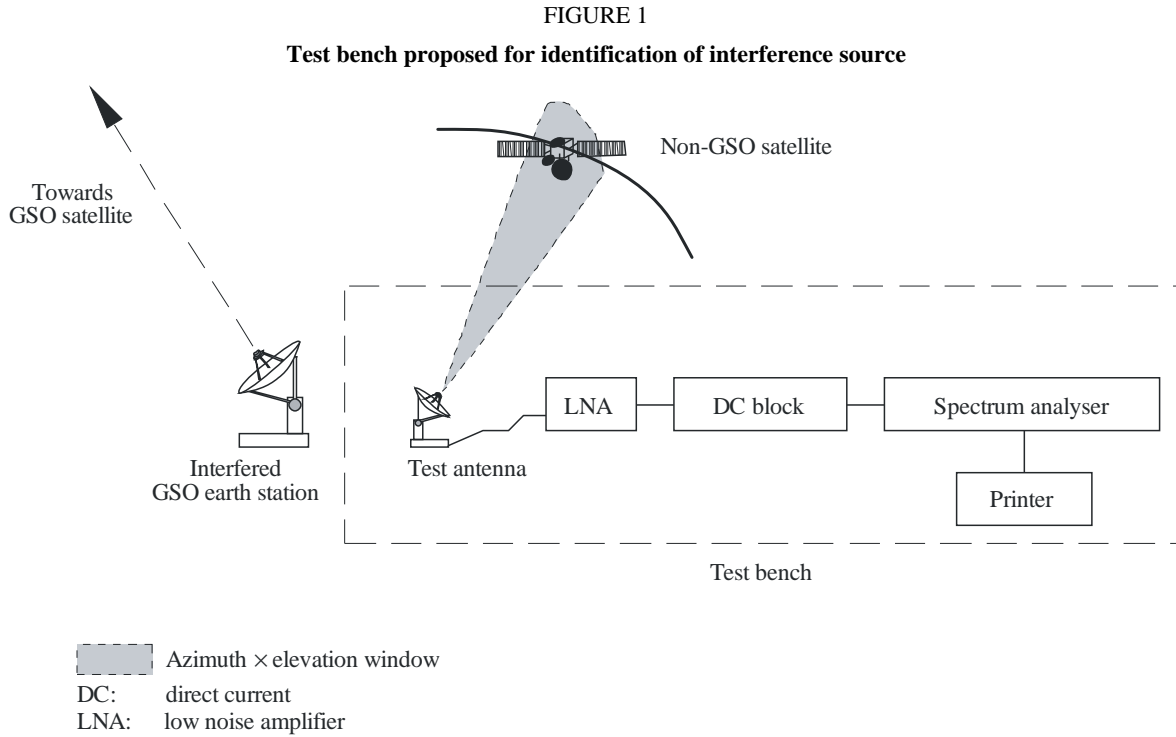 FIGURE 1
Test bench proposed for identification of interference source
Non-GSO satellite
Towards
GSO satellite
LNA
DC block
Spectrum analyser
Interfered
GSO earth station
Test antenna
Printer
Test bench
Azimuth × elevation window
DC: direct current
LNA: low noise amplifier